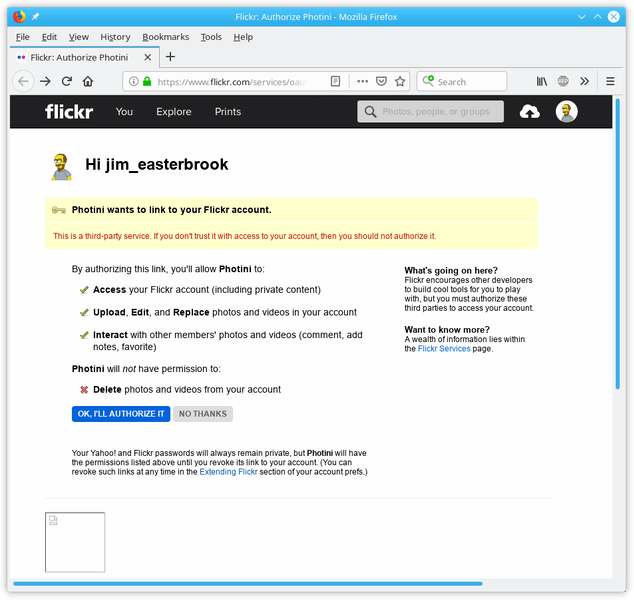 Flickr: Authorize Photini - Mozilla Firefox
File Edit View History Bookmarks Tools Help
Flickr: Authorize Photini
https://www.flickr.com/services/oau
Search
flickr You Explore Prints
Photos, people, or groups
Hi jim_easterbrook
Photini wants to link to your Flickr account.
This is a third-party service. If you don't trust it with access to your account, then you should not authorize it.
By authorizing this link, you'll allow Photini to:
Access your Flickr account (including private content)
Upload, Edit, and Replace photos and videos in your account
Interact with other members' photos and videos (comment, add
notes, favorite)
Photini will not have permission to:
Delete photos and videos from your account
OK, I'LL AUTHORIZE IT NO THANKS
Your Yahoo! and Flickr passwords will always remain private, but Photini will have
the permissions listed above until you revoke its link to your account. (You can
revoke such links at any time in the Extending Flickr section of your account prefs.)
What's going on here?
Flickr encourages other developers
to build cool tools for you to play
with, but you must authorize these
third parties to access your account.
Want to know more?
A wealth of information lies within
the Flickr Services page.